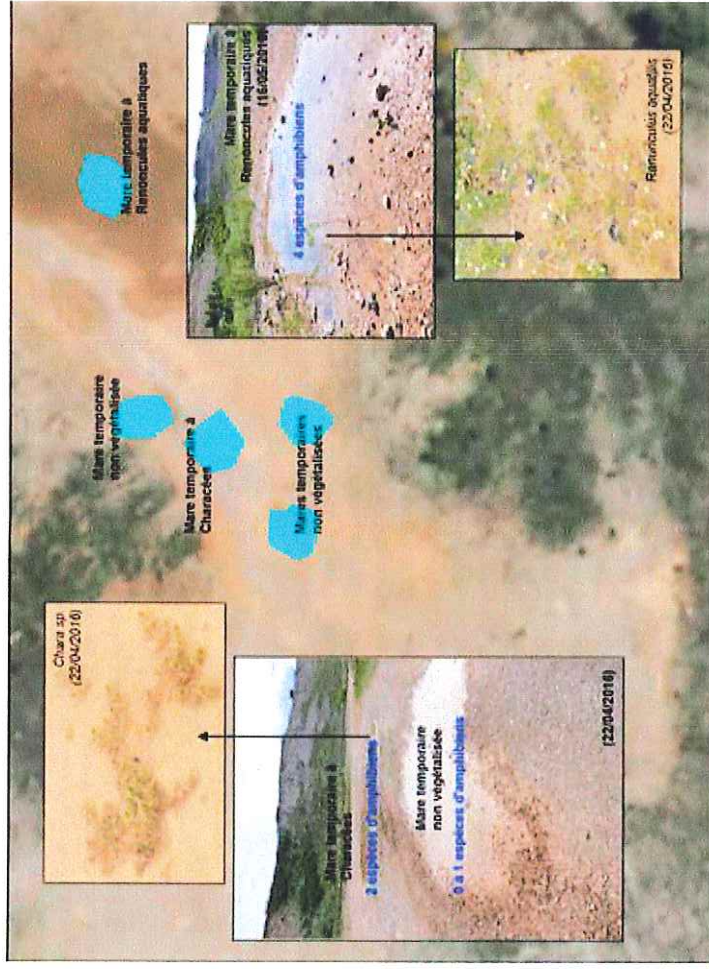 Chara sp
(22/04/2016)
Mare temporaire à
Characées
2 espèces d'amphibiens
Mare temporaire
non végétalisée
0 à 1 espèces d'amphibiens
(22/04/2016)
Mare temporaire
non végétalisée
Mare temporaire à
Characées
Mares temporaires
non végétalisées
Mare temporaire à
Renoncules aquatiques
Mare temporaire à
Renoncules aquatiques
(16/05/2016)
4 espèces d'amphibiens
Ranunculus aquatilis
(22/04/2016)